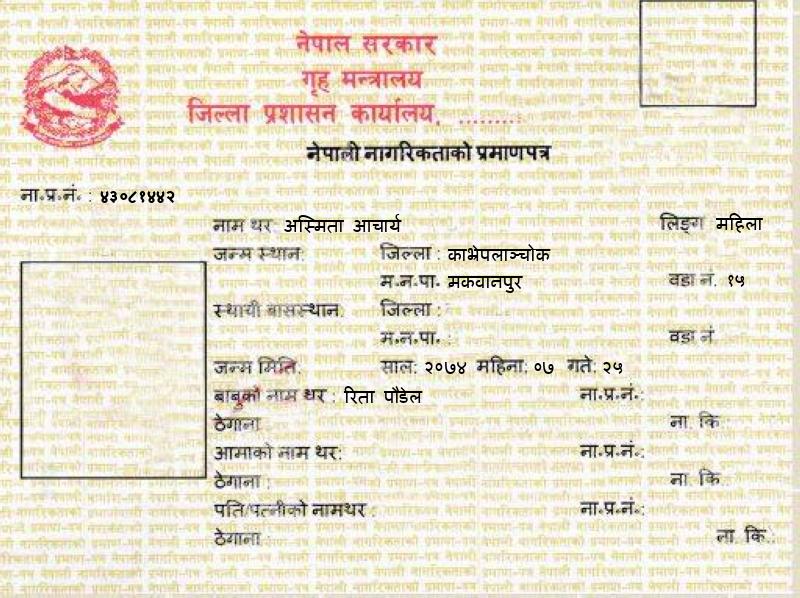 नेपाल सरकार
गृह मन्त्रालय
जिल्ला प्रशासन कार्यालय, ........
नेपाली नागरिकताको प्रमाणपत्र
ना.प्र.नं. : ४३०८१४४२
नाम थर: अस्मिता आचार्य लिङ्ग महिला
जन्म स्थान: जिल्ला : काभ्रेपलाञ्चोक
म.न.पा. मकवानपुर वडा नं. १५
स्थायी बासस्थान: जिल्ला :
म.न.पा. : वडा नं
जन्म मिति: साल: २०७४ महिना: ०७ गते: २५
बाबुको नाम थर : रिता पौडेल ना.प्र.नं.:
ठेगाना ना. कि.:
आमाको नाम थर: ना.प्र.नं.:
ठेगाना : ना. कि
पति/पत्नीको नामथर : ना.प्र.नं.:
ठेगाना : ना. कि.: